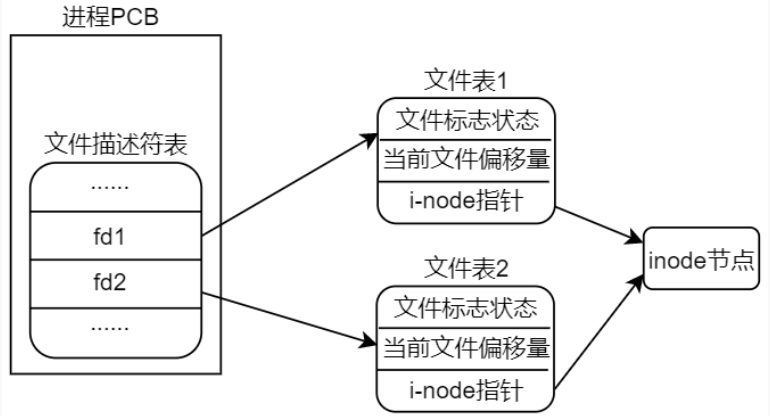 进程PCB
文件描述符表
······
fd1
fd2
······
文件表1
文件标志状态
当前文件偏移量
i-node指针
文件表2
文件标志状态
当前文件偏移量
i-node指针
inode节点